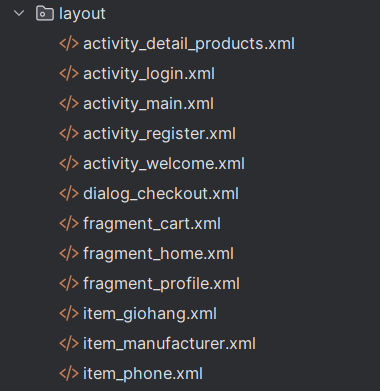 layout
activity_detail_products.xml
activity_login.xml
activity_main.xml
activity_register.xml
activity_welcome.xml
dialog_checkout.xml
fragment_cart.xml
fragment_home.xml
fragment_profile.xml
item_giohang.xml
item_manufacturer.xml
item_phone.xml